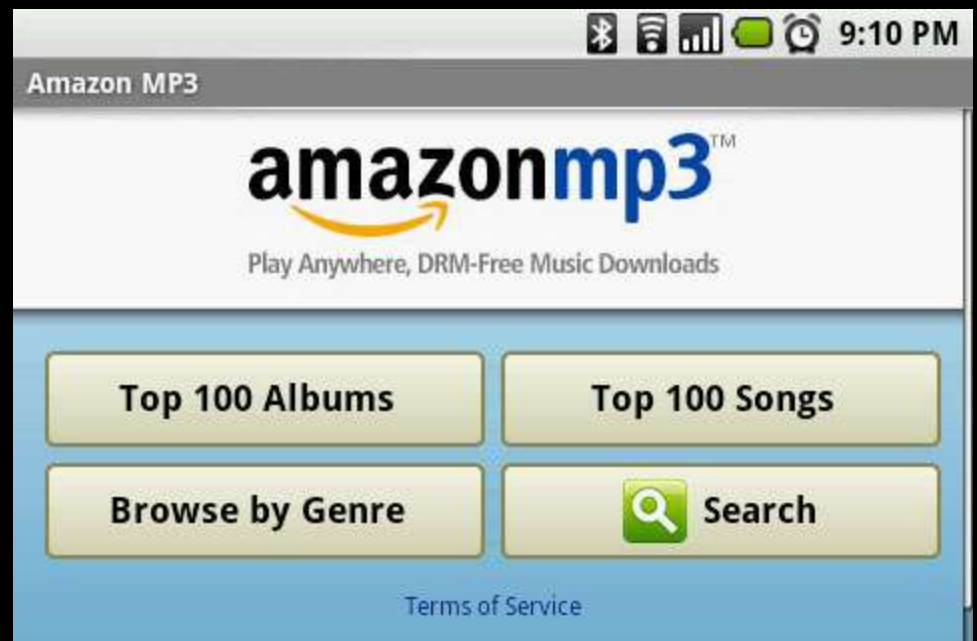 9:10 PM
Amazon MP3
amazonmp3™
Play Anywhere, DRM-Free Music Downloads
Top 100 Albums
Top 100 Songs
Browse by Genre
Search
Terms of Service